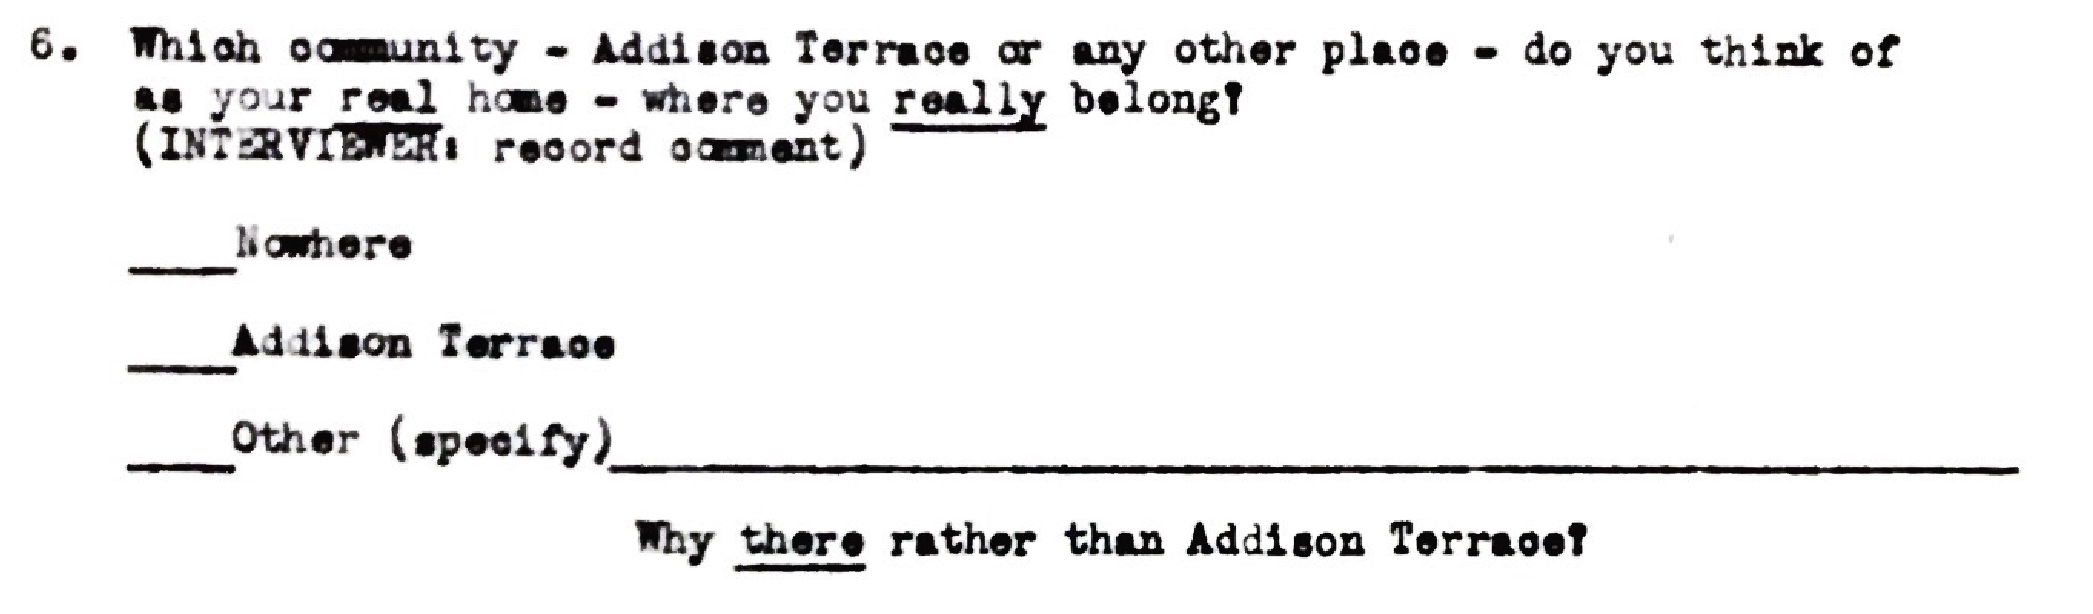 6. Which community - Addison Terrace or any other place - do you think of
as your real home - where you really belong?
(INTERVIEWER: record comment)
____Nowhere
____Addison Terrace
____Other (specify)____________________
Why there rather than Addison Terrace?